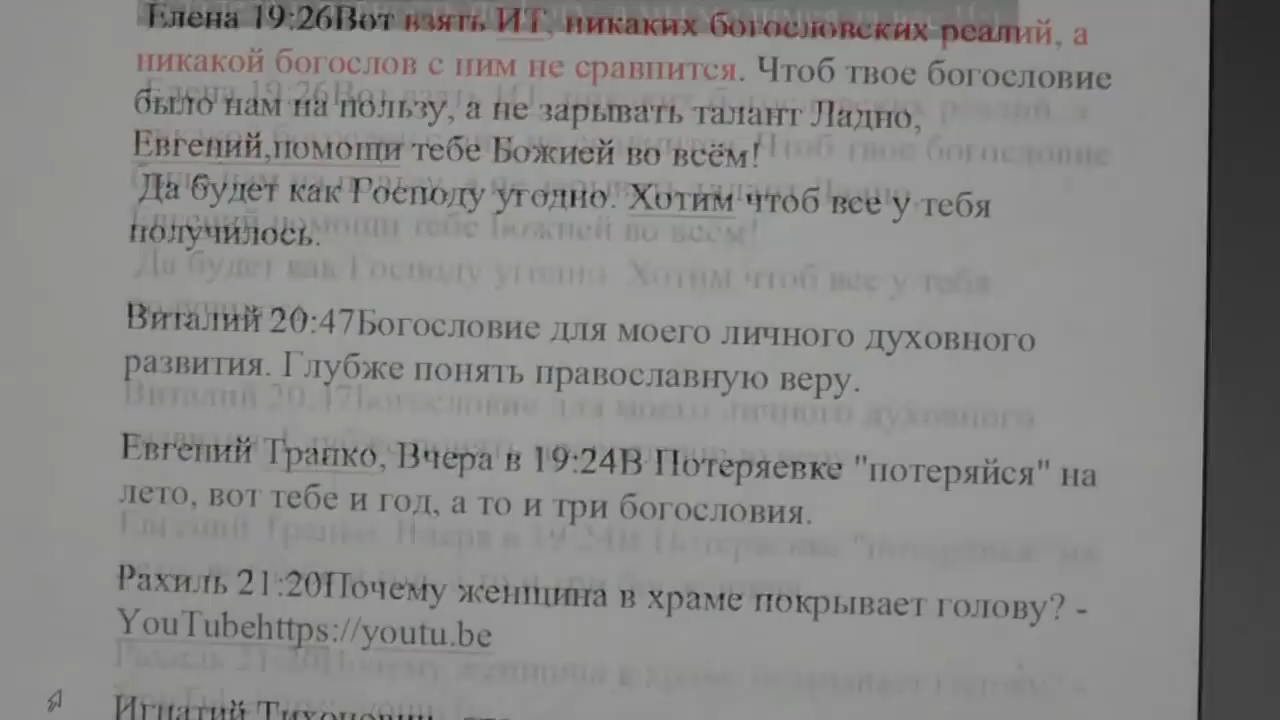 Елена 19:26Вот взять ИТ, никаких богословских реалий, а
никакой богослов с ним не сравнится. Чтоб твое богословие
было нам на пользу, а не зарывать талант Ладно,
Евгений,помощи тебе Божией во всём!
Да будет как Господу угодно. Хотим чтоб все у тебя
получилось.
Виталий 20:47Богословие для моего личного духовного
развития. Глубже понять православную веру.
Евгений Трапко, Вчера в 19:24В Потеряевке "потеряйся" на
лето, вот тебе и год, а то и три богословия.
Рахиль 21:20Почему женщина в храме покрывает голову? -
YouTubehttps://youtu.be
Игнатий Тихонович,